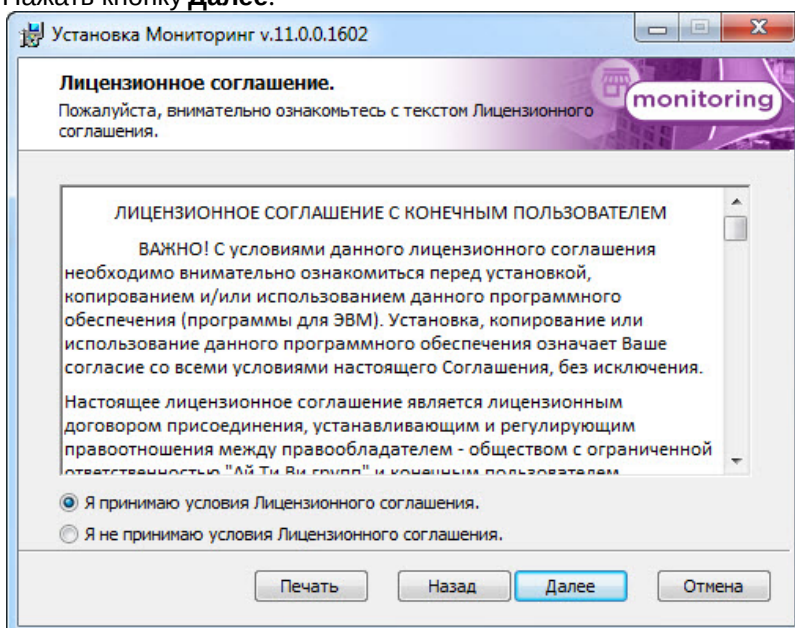 Нажать кнопку Далее.
Установка Мониторинг v.11.0.0.1602
Лицензионное соглашение.
Пожалуйста, внимательно ознакомьтесь с текстом Лицензионного
соглашения.
monitoring
ЛИЦЕНЗИОННОЕ СОГЛАШЕНИЕ С КОНЕЧНЫМ ПОЛЬЗОВАТЕЛЕМ
ВАЖНО! С условиями данного лицензионного соглашения
необходимо внимательно ознакомиться перед установкой,
копированием и/или использованием данного программного
обеспечения (программы для ЭВМ). Установка, копирование или
использование данного программного обеспечения означает Ваше
согласие со всеми условиями настоящего Соглашения, без исключения.
Настоящее лицензионное соглашение является лицензионным
договором присоединения, устанавливающим и регулирующим
правоотношения между правообладателем - обществом с ограниченной
ответственностью "Ай Ти Ви групп" и конечным пользователем
Я принимаю условия Лицензионного соглашения.
Я не принимаю условия Лицензионного соглашения.
Печать
Назад
Далее
Отмена